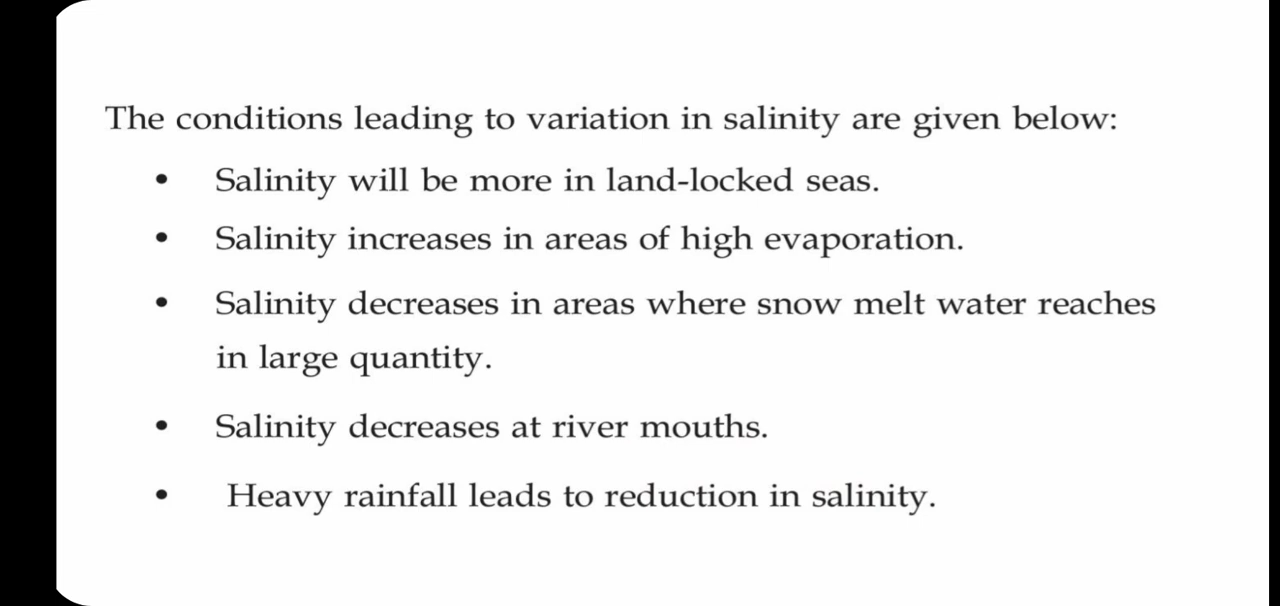 The conditions leading to variation in salinity are given below:
• Salinity will be more in land-locked seas.
• Salinity increases in areas of high evaporation.
• Salinity decreases in areas where snow melt water reaches
in large quantity.
• Salinity decreases at river mouths.
• Heavy rainfall leads to reduction in salinity.